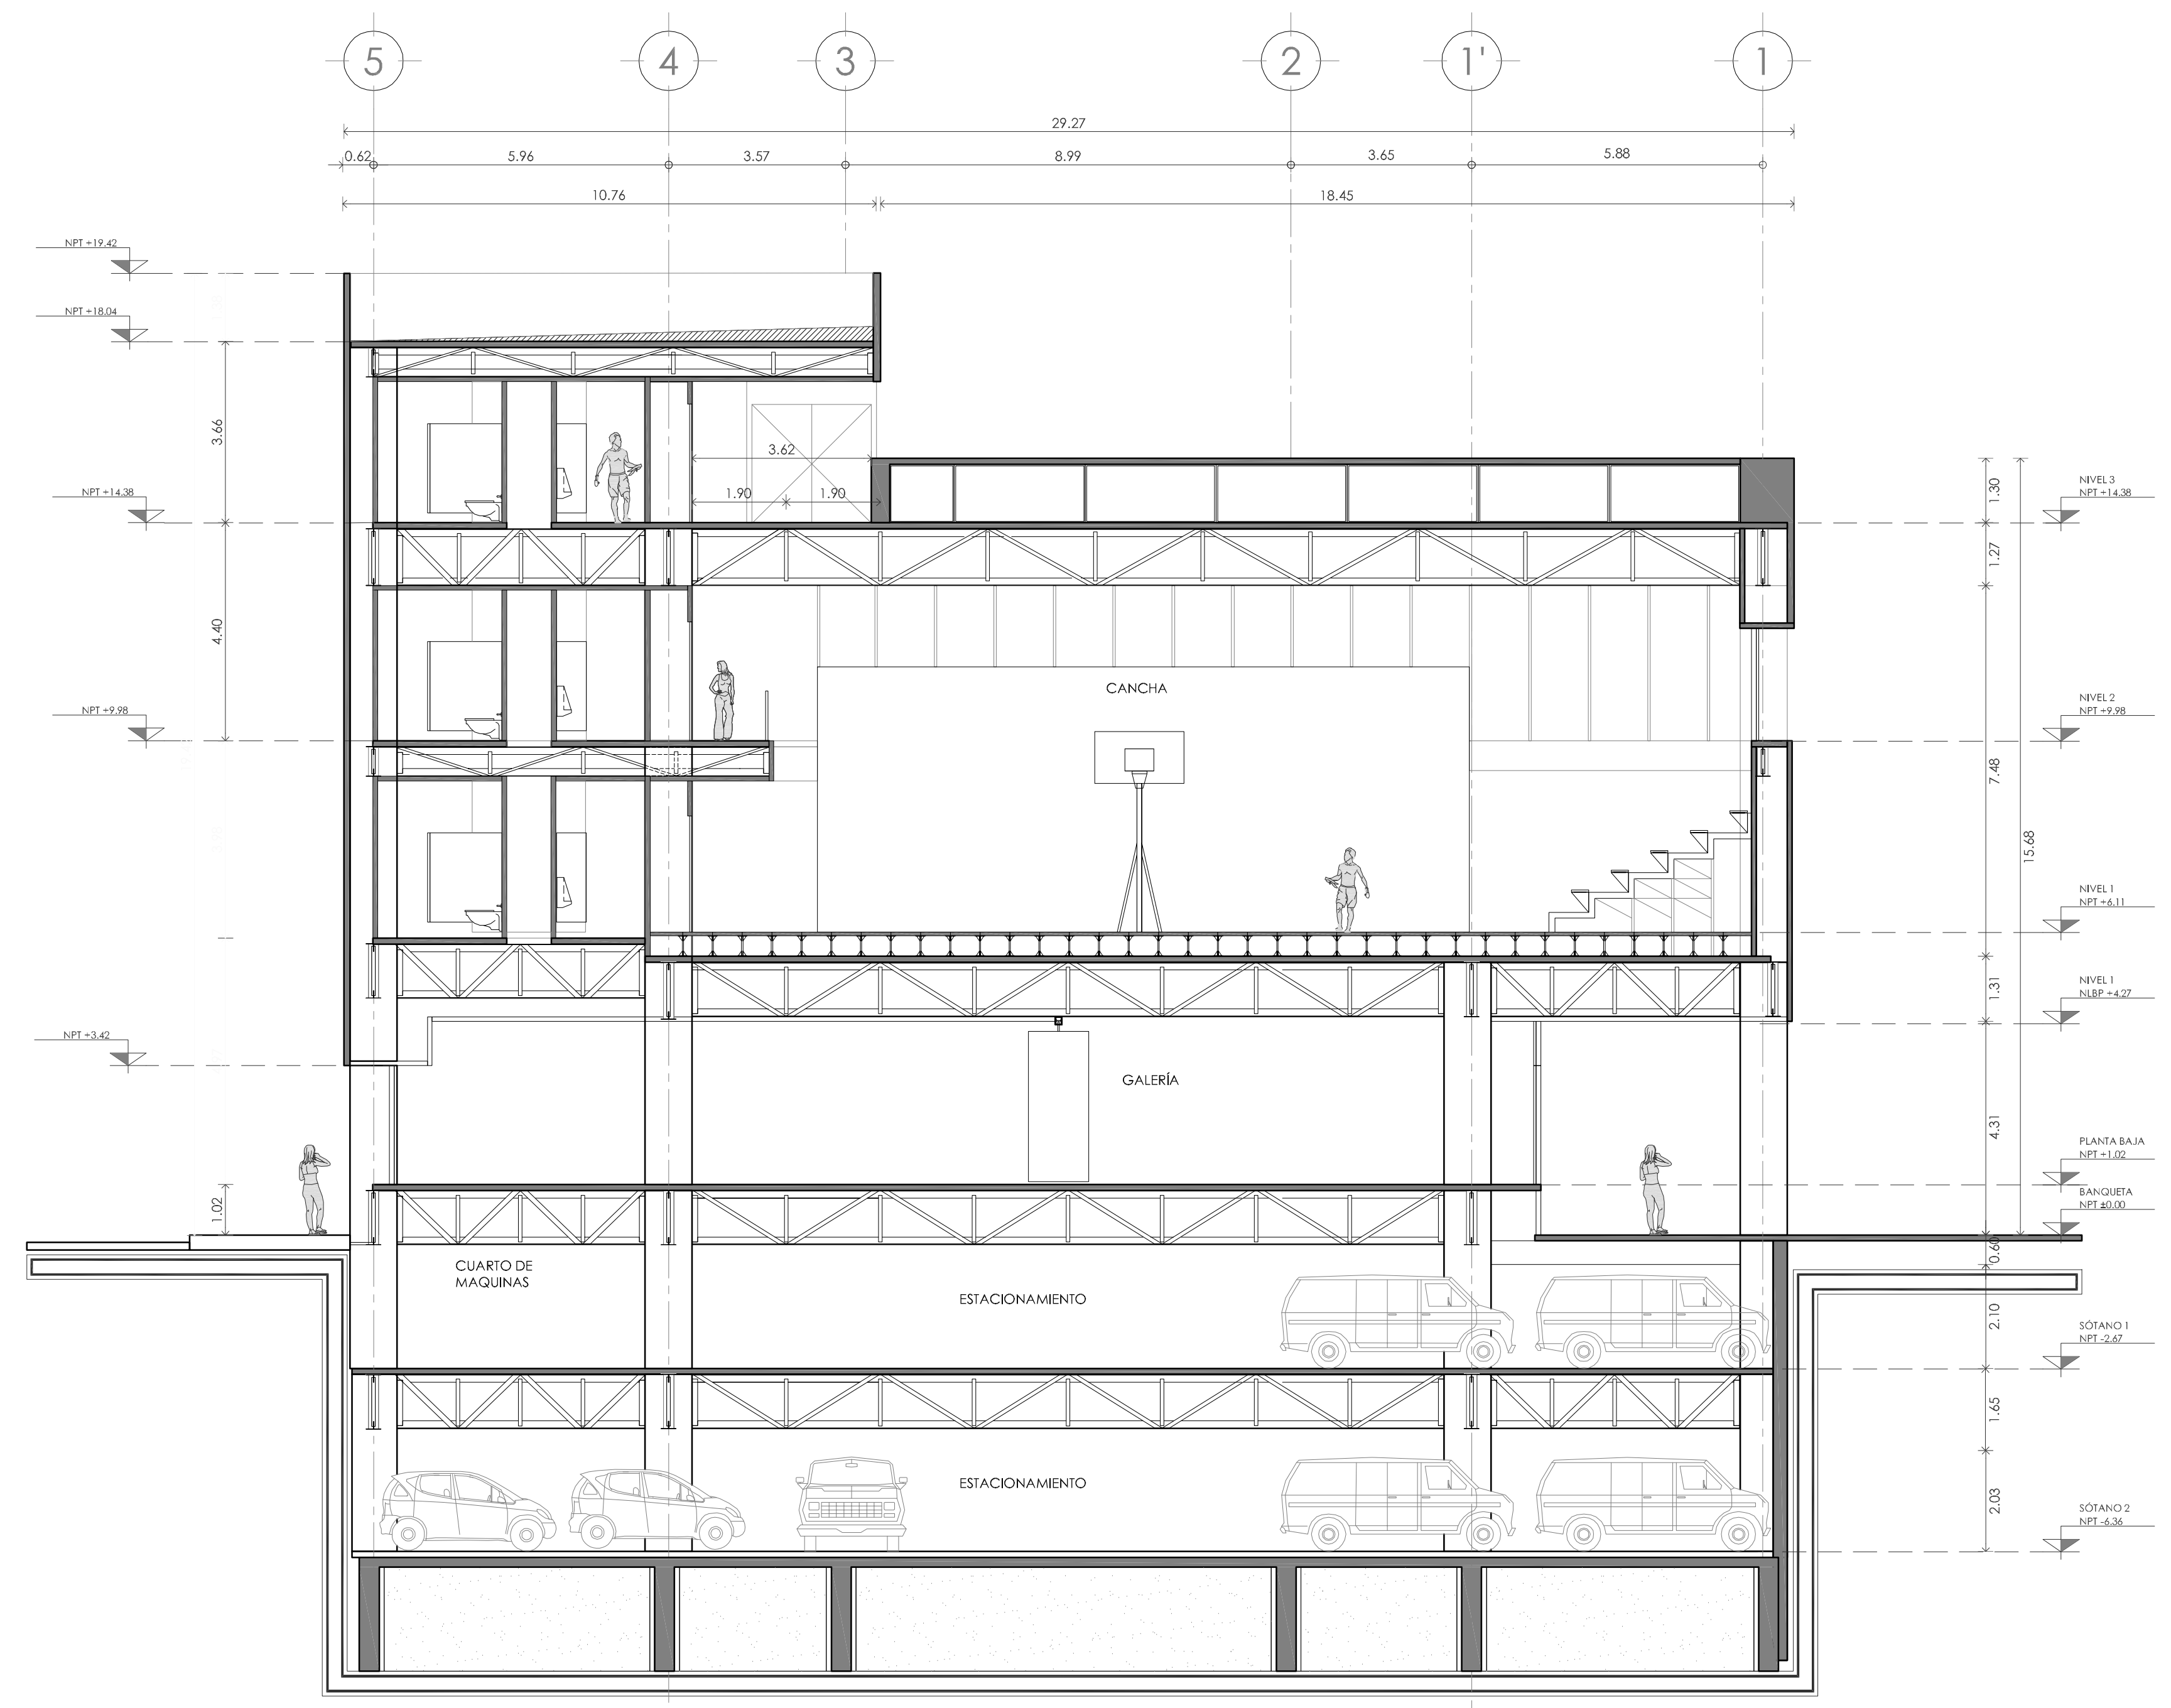 5
4
3
2
1'
1
29.27
0.62
5.96
3.57
8.99
3.65
5.88
10.76
18.45
NPT +19.42
NPT +18.04
3.66
3.62
1.90
1.90
NPT +14.38
1.30
NIVEL 3
NPT +14.38
1.27
4.40
CANCHA
NPT +9.98
NIVEL 2
NPT +9.98
7.48
15.68
NIVEL 1
NPT +6.11
1.31
NIVEL 1
NLBP +4.27
NPT +3.42
GALERÍA
4.31
PLANTA BAJA
NPT +1.02
1.02
BANQUETA
NPT ±0.00
0.60
CUARTO DE
MAQUINAS
ESTACIONAMIENTO
2.10
SÓTANO 1
NPT -2.67
1.65
ESTACIONAMIENTO
2.03
SÓTANO 2
NPT -6.36